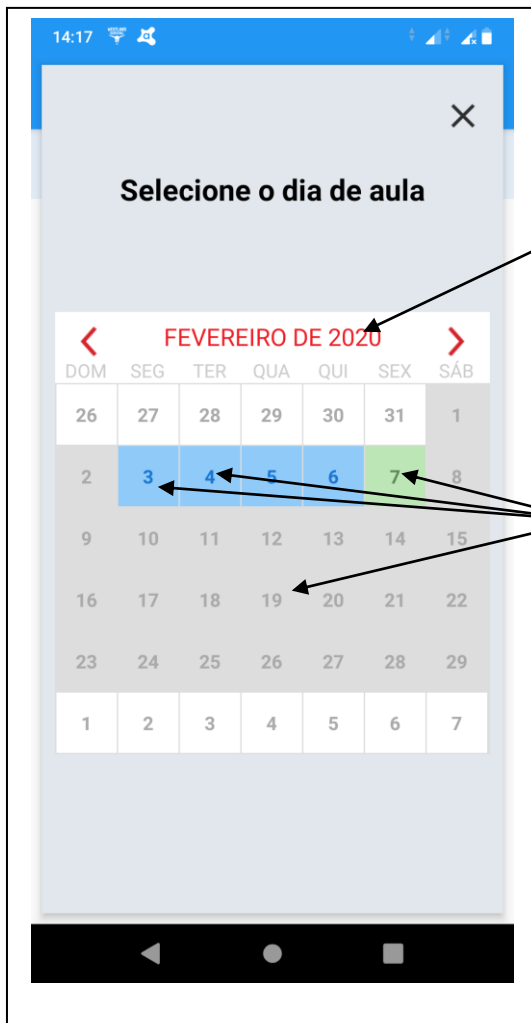 14:17
Selecione o dia de aula
FEVEREIRO DE 2020
DOM SEG TER QUA QUI SEX SÁB
26 27 28 29 30 31 1
2 3 4 5 6 7 8
9 10 11 12 13 14 15
16 17 18 19 20 21 22
23 24 25 26 27 28 29
1 2 3 4 5 6 7